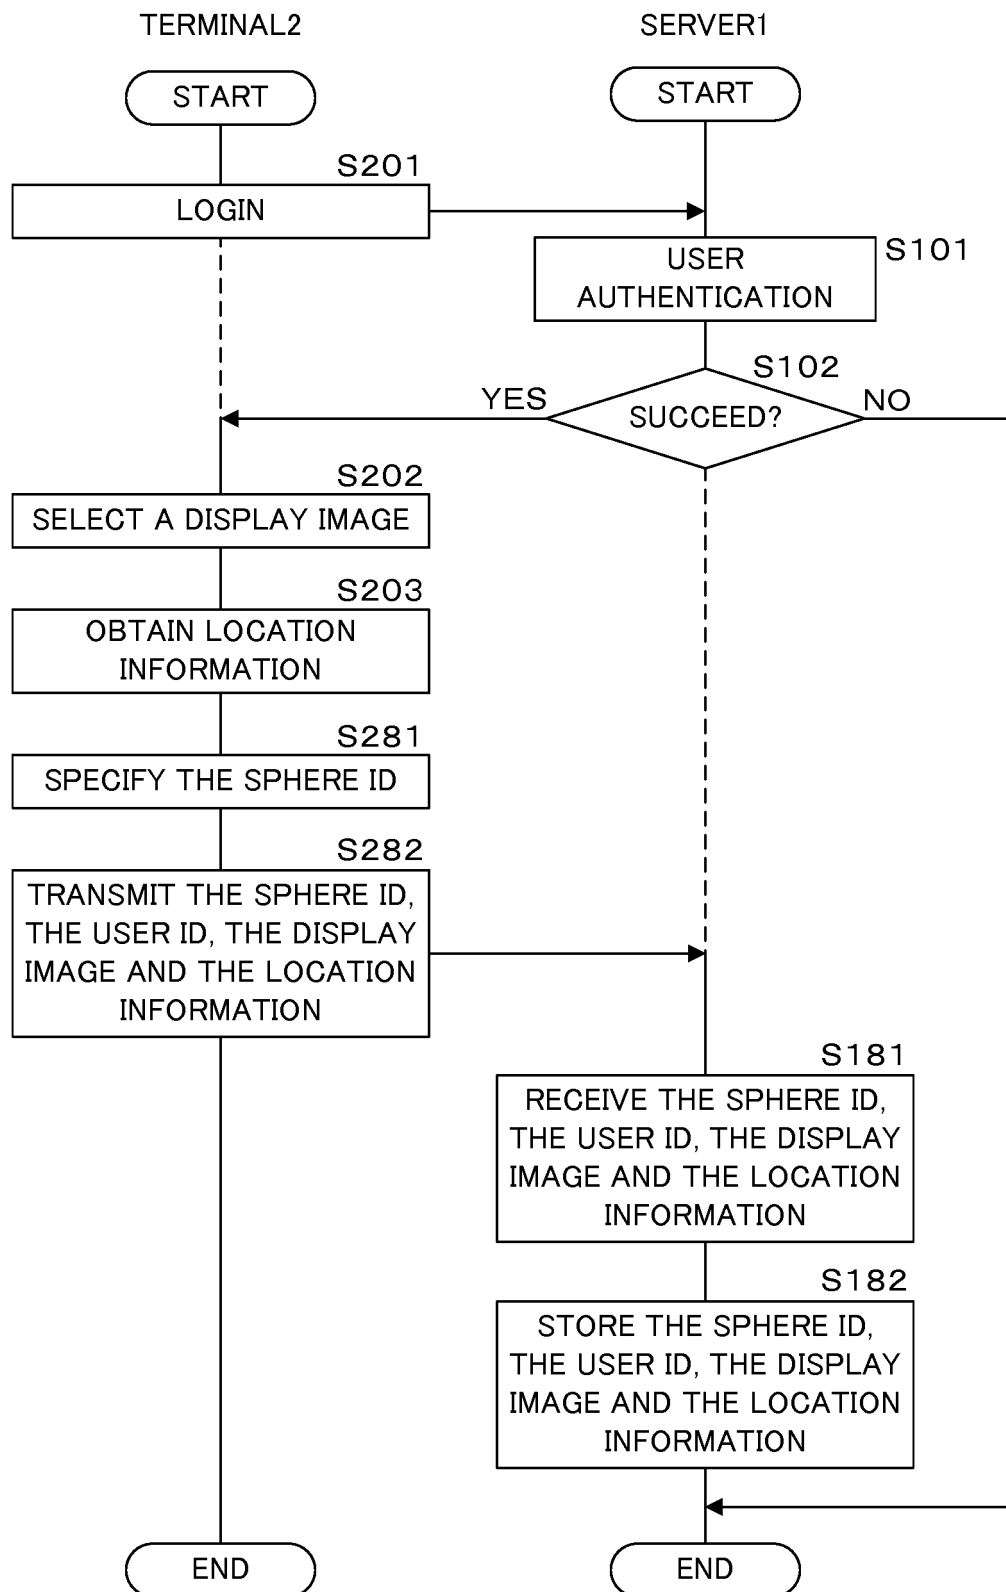 TERMINAL2
SERVER1
START
START
S201
LOGIN
S101
USER
AUTHENTICATION
S102
YES
SUCCEED?
NO
S202
SELECT A DISPLAY IMAGE
S203
OBTAIN LOCATION
INFORMATION
S281
SPECIFY THE SPHERE ID
S282
TRANSMIT THE SPHERE ID,
THE USER ID, THE DISPLAY
IMAGE AND THE LOCATION
INFORMATION
S181
RECEIVE THE SPHERE ID,
THE USER ID, THE DISPLAY
IMAGE AND THE LOCATION
INFORMATION
S182
STORE THE SPHERE ID,
THE USER ID, THE DISPLAY
IMAGE AND THE LOCATION
INFORMATION
END
END